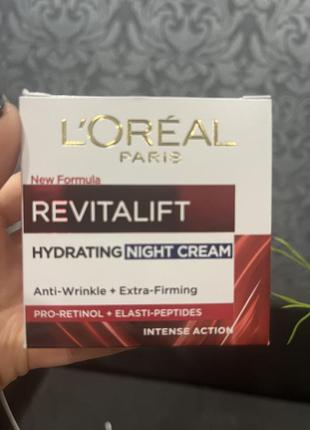 L'ORÉAL
PARIS
New Formula
REVITALIFT
HYDRATING NIGHT CREAM
Anti-Wrinkle + Extra-Firming
PRO-RETINOL + ELASTI-PEPTIDES
INTENSE ACTION